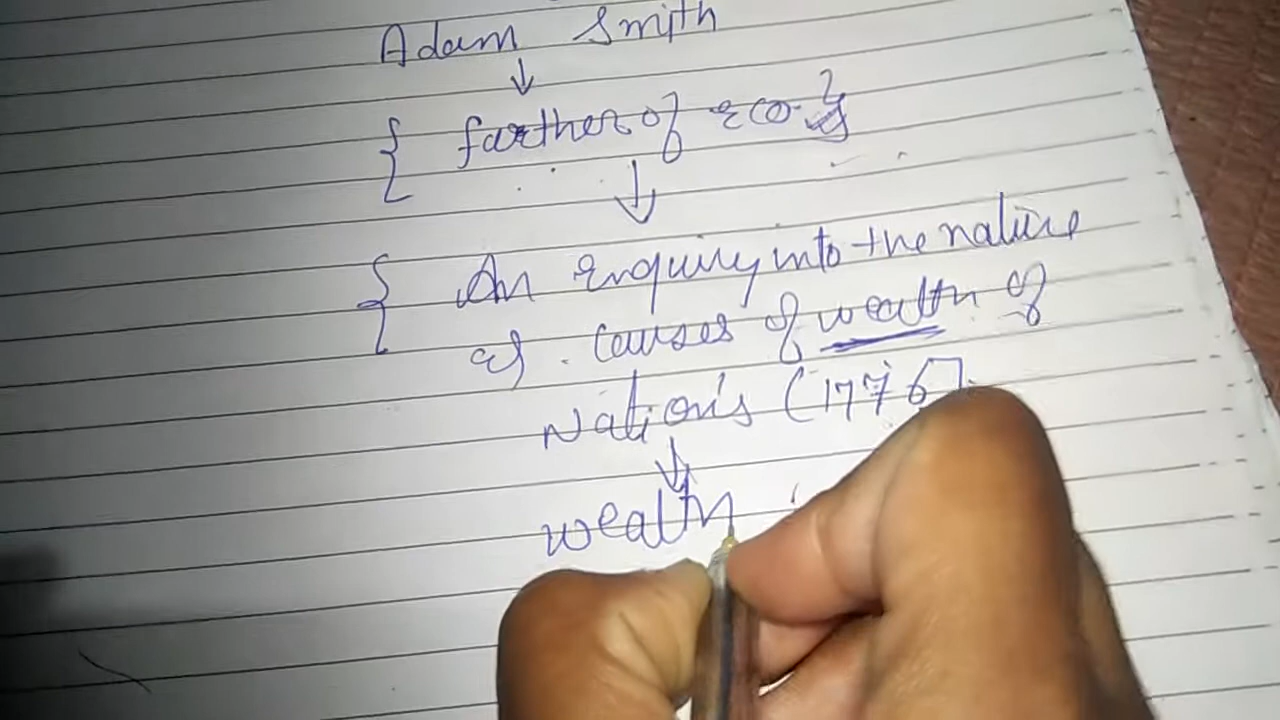 Adam Smith
↓
{ farther of eco. }
↓
{ An Enquiry into the nature
of causes of wealth of
Nation's (1776)
↓
wealth